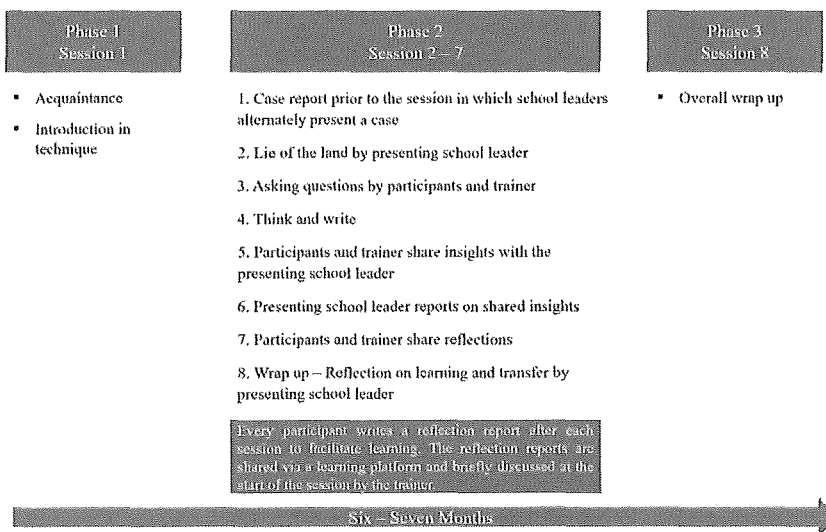 Phase 1
Session 1
Phase 2
Session 2 – 7
Phase 3
Session 8
▪ Acquaintance
▪ Introduction in
technique
1. Case report prior to the session in which school leaders
alternately present a case
2. Lie of the land by presenting school leader
3. Asking questions by participants and trainer
4. Think and write
5. Participants and trainer share insights with the
presenting school leader
6. Presenting school leader reports on shared insights
7. Participants and trainer share reflections
8. Wrap up – Reflection on learning and transfer by
presenting school leader
Every participant writes a reflection report after each
session to facilitate learning. The reflection reports are
shared via a learning platform and briefly discussed at the
start of the session by the trainer.
▪ Overall wrap up
Six – Seven Months